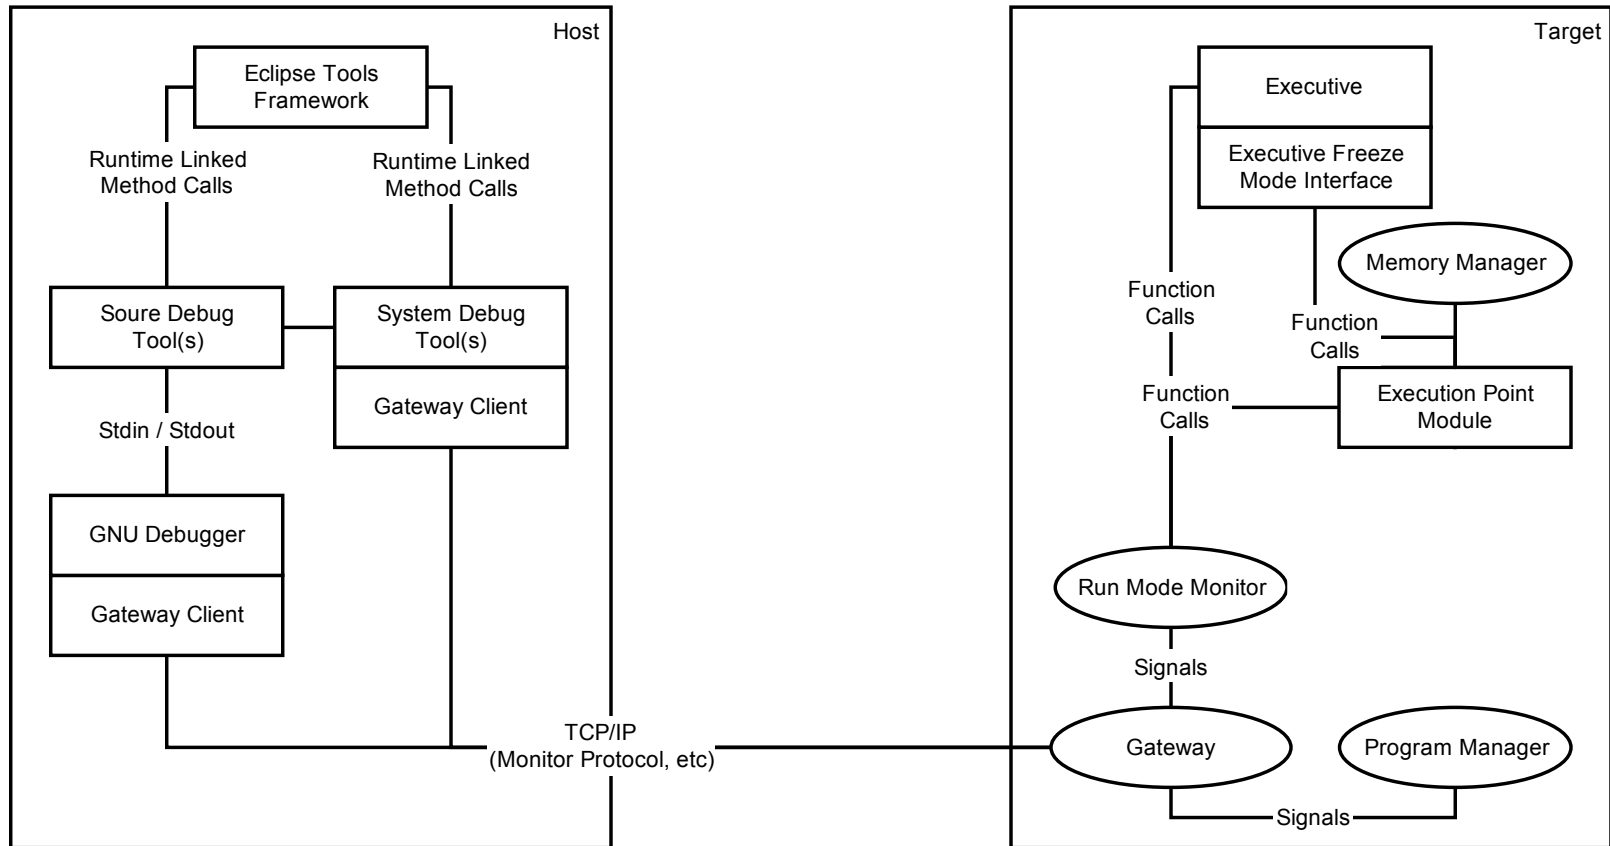 Host
Eclipse Tools
Framework
Runtime Linked
Method Calls
Runtime Linked
Method Calls
Soure Debug
Tool(s)
System Debug
Tool(s)
Gateway Client
Stdin / Stdout
GNU Debugger
Gateway Client
TCP/IP
(Monitor Protocol, etc)
Target
Executive
Executive Freeze
Mode Interface
Memory Manager
Function
Calls
Function
Calls
Function
Calls
Execution Point
Module
Run Mode Monitor
Signals
Gateway
Program Manager
Signals